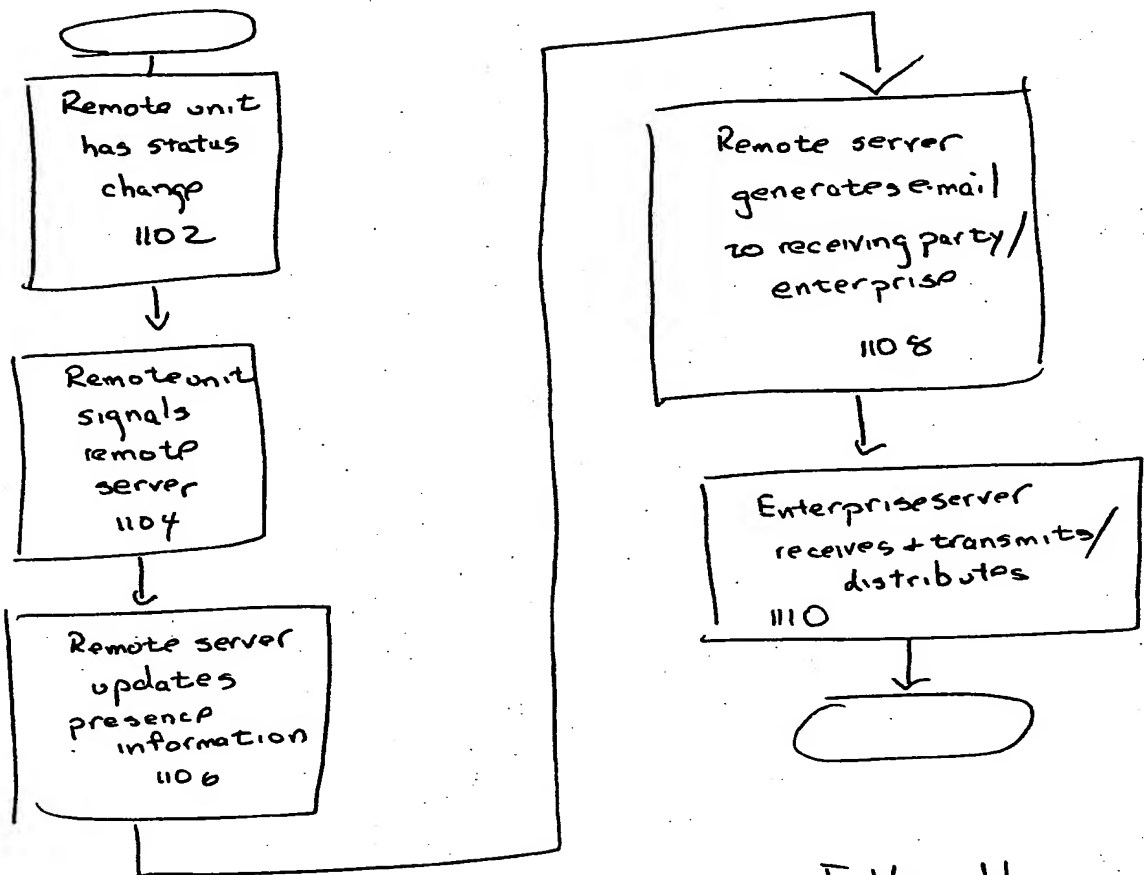 Remote unit
has status
change
1102
Remote unit
signals
remote
server
1104
Remote server
updates
presence
information
1106
Remote server
generates e-mail
to receiving party/
enterprise
1108
Enterprise server
receives + transmits/
distributes
1110